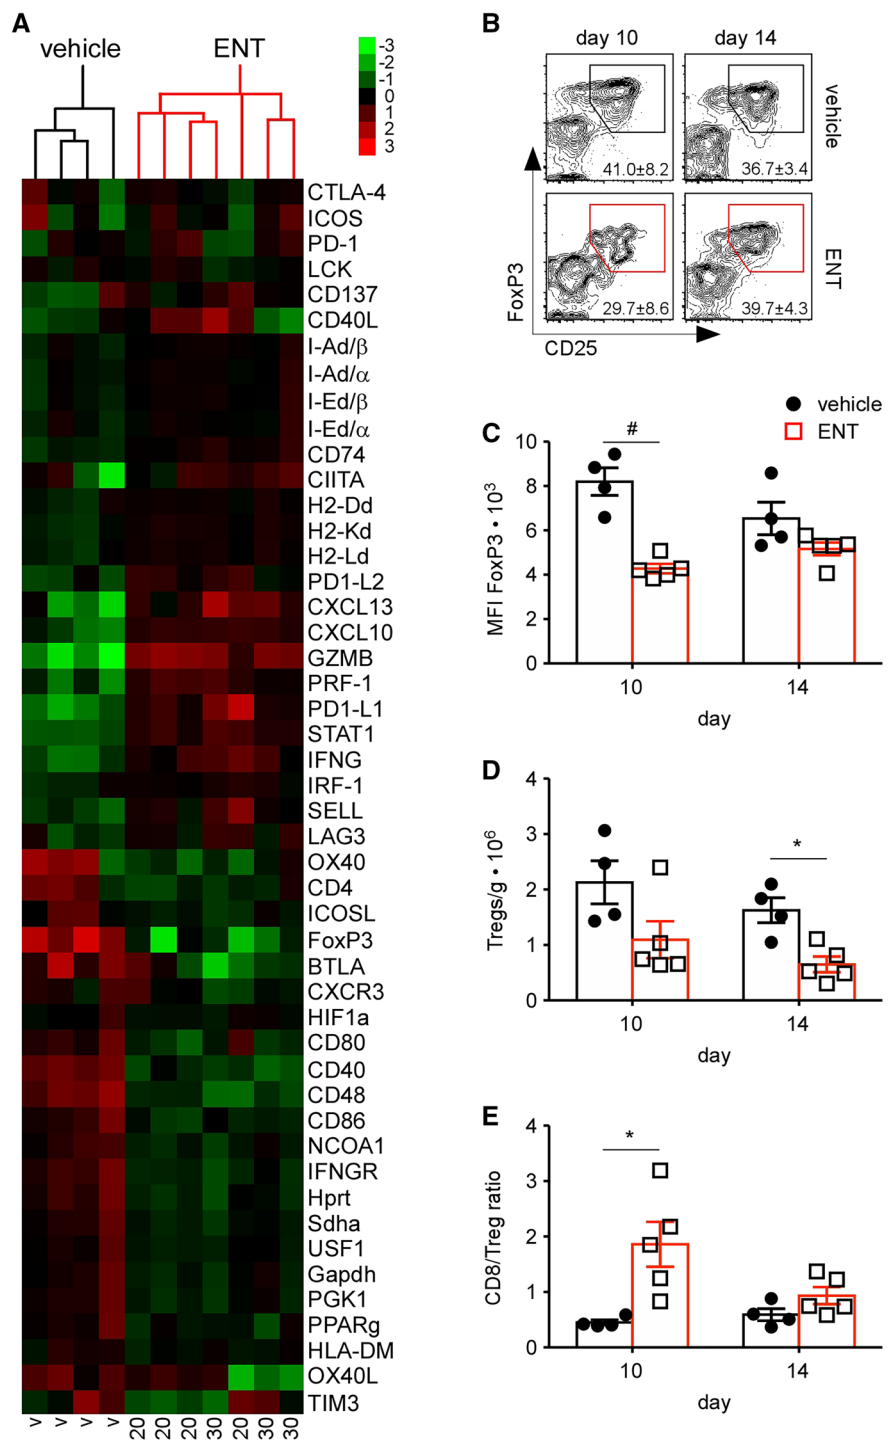 A
vehicle ENT
-3
-2
-1
0
1
2
3
CTLA-4
ICOS
PD-1
LCK
CD137
CD40L
I-Ad/β
I-Ad/α
I-Ed/β
I-Ed/α
CD74
CIITA
H2-Dd
H2-Kd
H2-Ld
PD1-L2
CXCL13
CXCL10
GZMB
PRF-1
PD1-L1
STAT1
IFNG
IRF-1
SELL
LAG3
OX40
CD4
ICOSL
FoxP3
BTLA
CXCR3
HIF1a
CD80
CD40
CD48
CD86
NCOA1
IFNGR
Hprt
Sdha
USF1
Gapdh
PGK1
PPARg
HLA-DM
OX40L
TIM3
v v v v 20 20 20 30 20 30 30
B
day 10 day 14
vehicle
41.0±8.2 36.7±3.4
ENT
29.7±8.6 39.7±4.3
FoxP3
CD25
C
vehicle
ENT
MFI FoxP3 • 10³
10
8
6
4
2
0
#
10 14
day
D
Tregs/g • 10⁶
4
3
2
1
0
*
10 14
day
E
CD8/Treg ratio
4
3
2
1
0
*
10 14
day